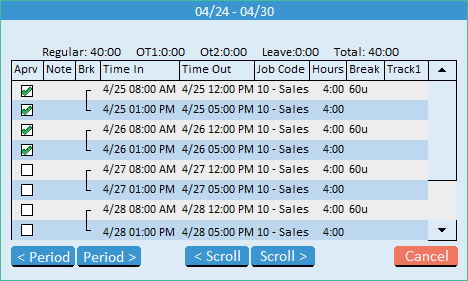 04/24 - 04/30
Regular: 40:00 OT1:0:00 Ot2:0:00 Leave:0:00 Total: 40:00
Aprv Note Brk Time In Time Out Job Code Hours Break Track1
4/25 08:00 AM 4/25 12:00 PM 10 - Sales 4:00 60u
4/25 01:00 PM 4/25 05:00 PM 10 - Sales 4:00
4/26 08:00 AM 4/26 12:00 PM 10 - Sales 4:00 60u
4/26 01:00 PM 4/26 05:00 PM 10 - Sales 4:00
4/27 08:00 AM 4/27 12:00 PM 10 - Sales 4:00 60u
4/27 01:00 PM 4/27 05:00 PM 10 - Sales 4:00
4/28 08:00 AM 4/28 12:00 PM 10 - Sales 4:00 60u
4/28 01:00 PM 4/28 05:00 PM 10 - Sales 4:00
< Period Period > < Scroll Scroll > Cancel